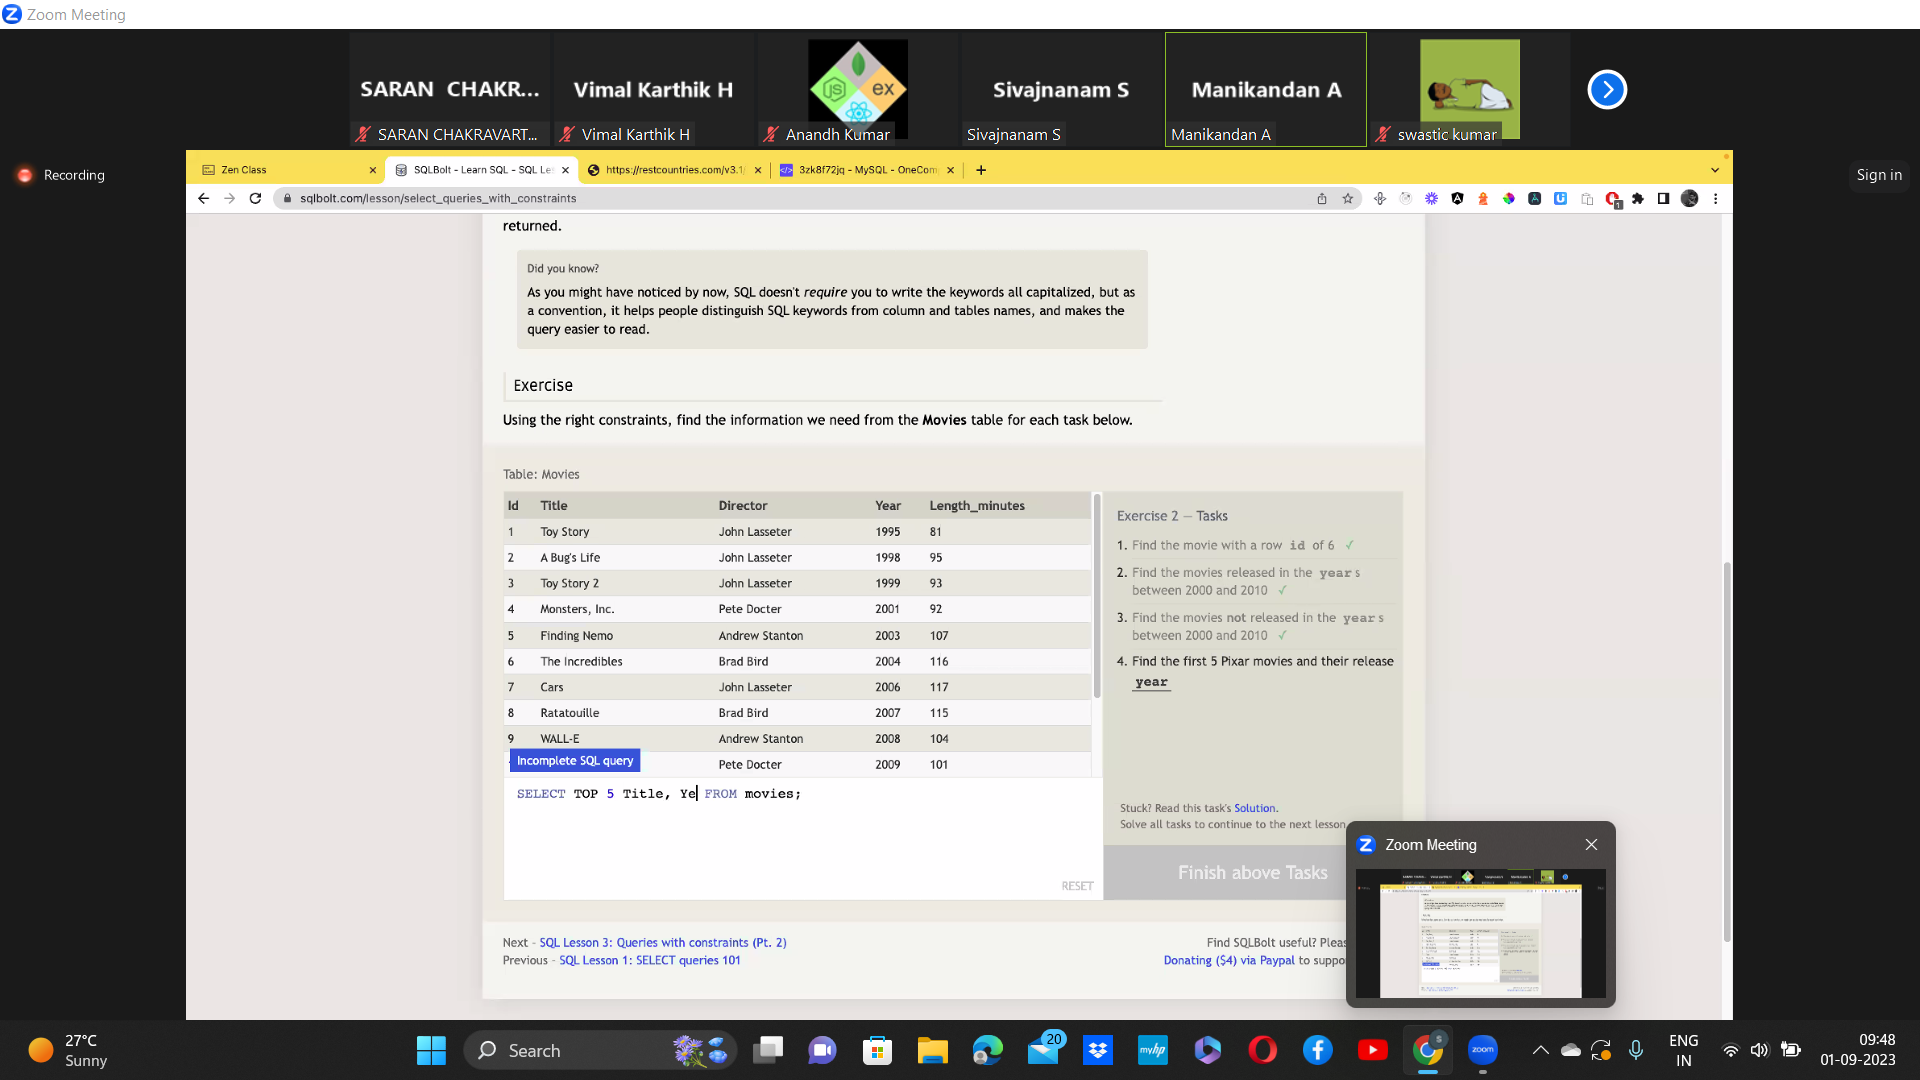 Zoom Meeting
SARAN CHAKR...
Vimal Karthik H
JS
ex
Sivajnanam S
Manikandan A
SARAN CHAKRAVART...
Vimal Karthik H
Anandh Kumar
Sivajnanam S
Manikandan A
swastic kumar
Recording
Sign in
Zen Class
SQLBolt - Learn SQL - SQL Les
https://restcountries.com/v3.1/
3zk8f72jq - MySQL - OneCom
sqlbolt.com/lesson/select_queries_with_constraints
returned.
Did you know?
As you might have noticed by now, SQL doesn't require you to write the keywords all capitalized, but as
a convention, it helps people distinguish SQL keywords from column and tables names, and makes the
query easier to read.
Exercise
Using the right constraints, find the information we need from the Movies table for each task below.
Table: Movies
Id Title Director Year Length_minutes
1 Toy Story John Lasseter 1995 81
2 A Bug's Life John Lasseter 1998 95
3 Toy Story 2 John Lasseter 1999 93
4 Monsters, Inc. Pete Docter 2001 92
5 Finding Nemo Andrew Stanton 2003 107
6 The Incredibles Brad Bird 2004 116
7 Cars John Lasseter 2006 117
8 Ratatouille Brad Bird 2007 115
9 WALL-E Andrew Stanton 2008 104
Pete Docter 2009 101
Incomplete SQL query
SELECT TOP 5 Title, Ye FROM movies;
RESET
Exercise 2 — Tasks
1. Find the movie with a row id of 6 ✓
2. Find the movies released in the years
between 2000 and 2010 ✓
3. Find the movies not released in the years
between 2000 and 2010 ✓
4. Find the first 5 Pixar movies and their release
year
Stuck? Read this task's Solution.
Solve all tasks to continue to the next lesson.
Finish above Tasks
Next - SQL Lesson 3: Queries with constraints (Pt. 2)
Previous - SQL Lesson 1: SELECT queries 101
Find SQLBolt useful? Pleas
Donating ($4) via Paypal to suppor
Zoom Meeting
27°C
Sunny
Search
20
myhp
S
zoom
ENG
IN
09:48
01-09-2023